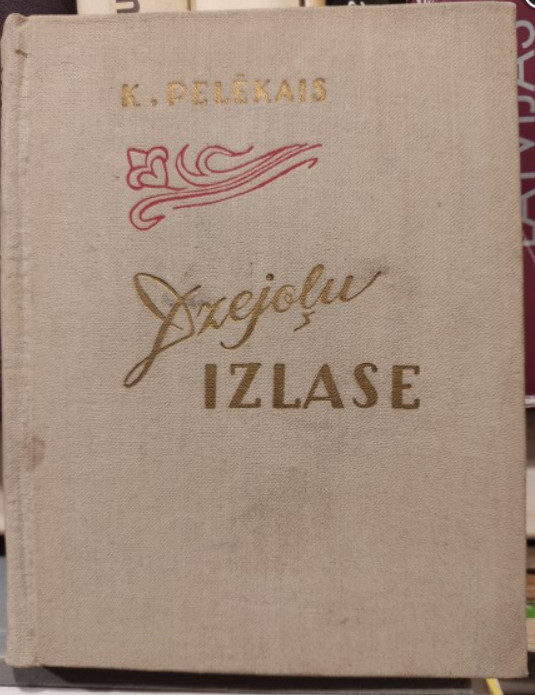 K. PELĒKAIS
Dzejoļu
IZLASE